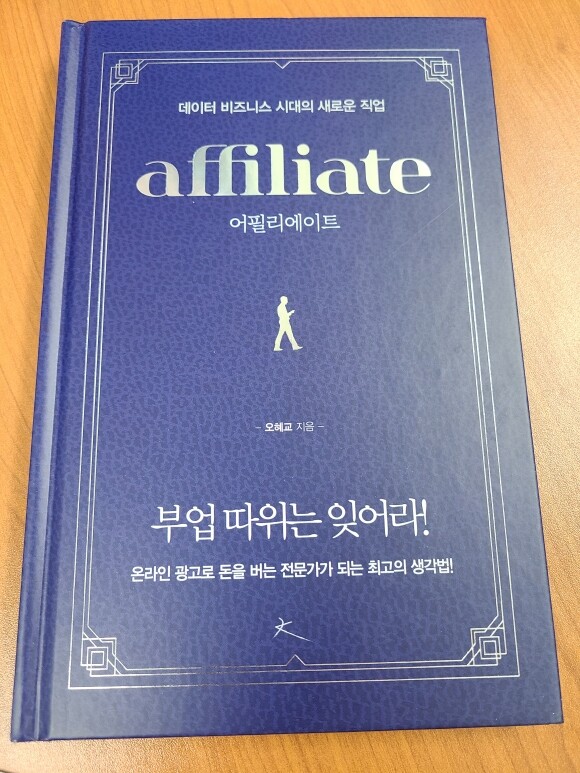 데이터 비즈니스 시대의 새로운 직업
affiliate
어필리에이트
- 오혜교 지음 -
부업 따위는 잊어라!
온라인 광고로 돈을 버는 전문가가 되는 최고의 생각법!